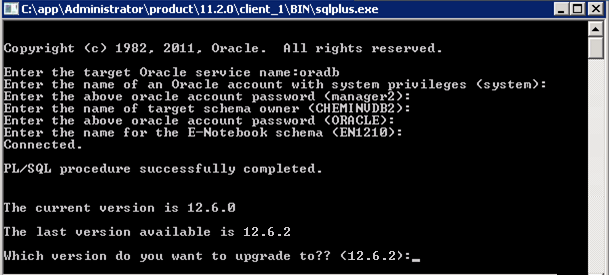 C:\app\Administrator\product\11.2.0\client_1\BIN\sqlplus.exe
Copyright (c) 1982, 2011, Oracle.  All rights reserved.
Enter the target Oracle service name:oradb
Enter the name of an Oracle account with system privileges (system):
Enter the above oracle account password (manager2):
Enter the name of target schema owner (CHEMINVDB2):
Enter the above oracle account password (ORACLE):
Enter the name for the E-Notebook schema (EN1210):
Connected.
PL/SQL procedure successfully completed.
The current version is 12.6.0
The last version available is 12.6.2
Which version do you want to upgrade to?? (12.6.2):_